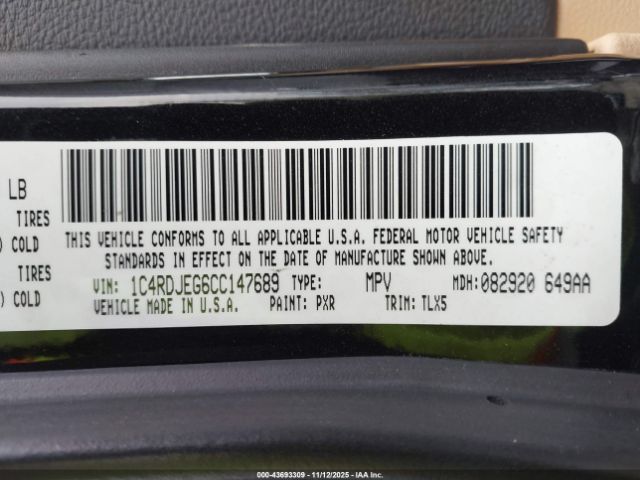 LB
TIRES
) COLD
TIRES
) COLD
THIS VEHICLE CONFORMS TO ALL APPLICABLE U.S.A. FEDERAL MOTOR VEHICLE SAFETY
STANDARDS IN EFFECT ON THE DATE OF MANUFACTURE SHOWN ABOVE.
VIN: 1C4RDJEG6CC147689 TYPE: MPV MDH: 082920 649AA
VEHICLE MADE IN U.S.A. PAINT: PXR TRIM: TLX5
000-43693309 - 11/12/2025 - IAA Inc.